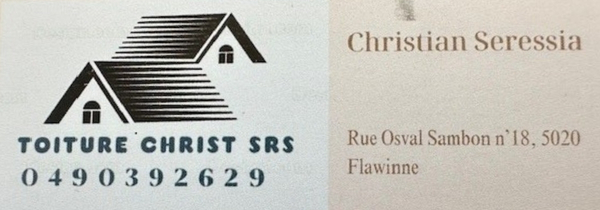 TOITURE CHRIST SRS
0490392629
Christian Seressia
Rue Osval Sambon n°18, 5020
Flawinne